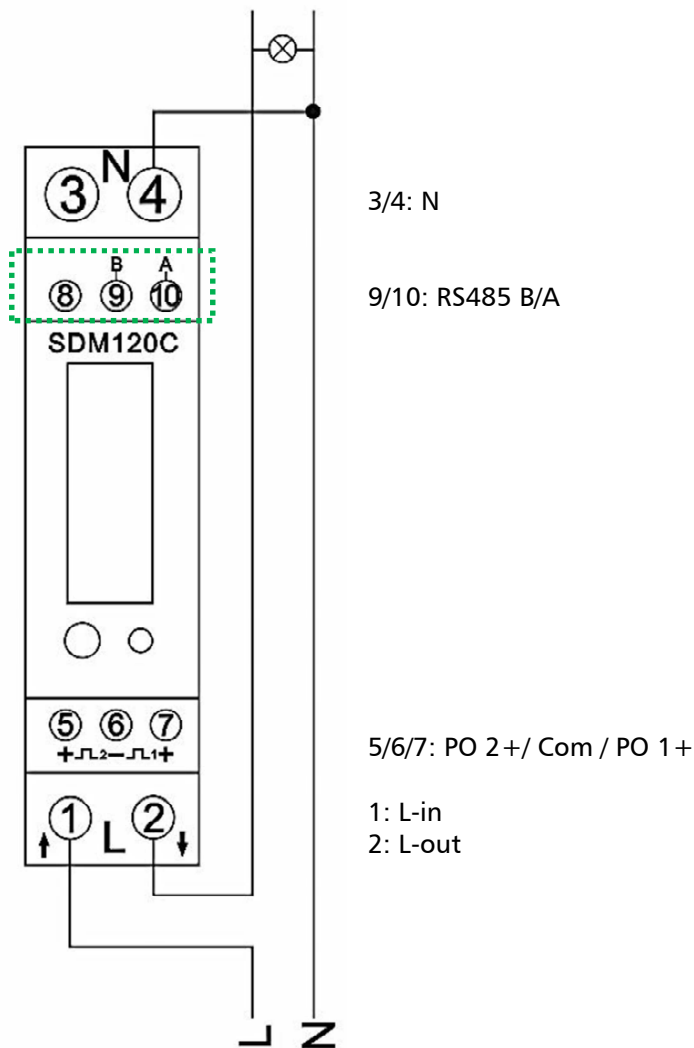 N
3 4
3/4: N
B A
8 9 10
9/10: RS485 B/A
SDM120C
5 6 7
+ 2 − 1 +
5/6/7: PO 2+/ Com / PO 1+
1 L 2
1: L-in
2: L-out
L N